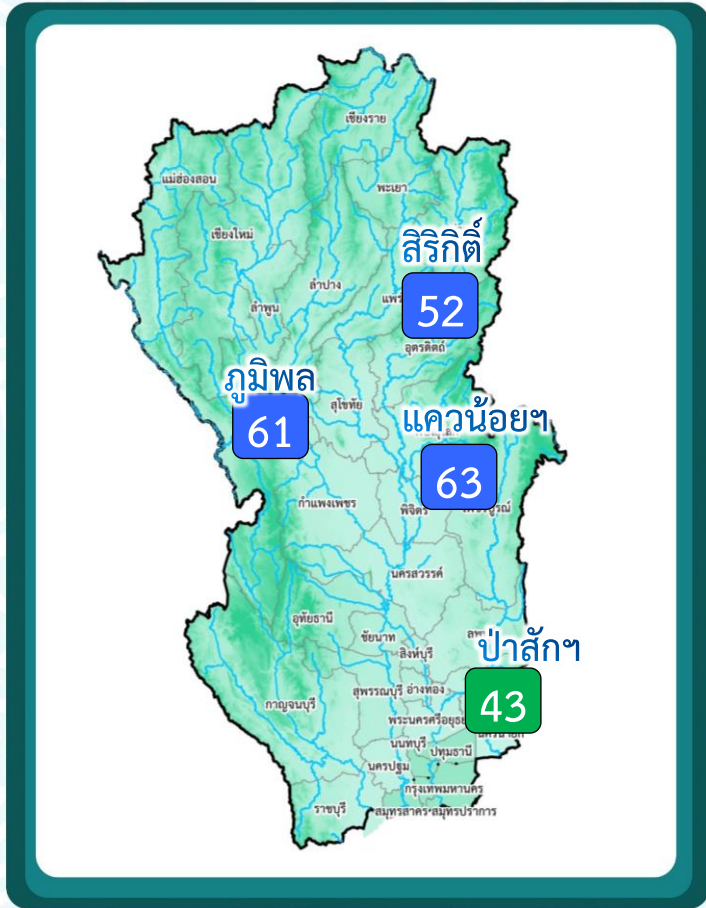 เชียงราย
แม่ฮ่องสอน
พะเยา
เชียงใหม่
สิริกิติ์
52
ลำปาง
แพร่
ลำพูน
อุตรดิตถ์
ภูมิพล
61
สุโขทัย
แควน้อยฯ
63
กำแพงเพชร
พิจิตร
นครสวรรค์
อุทัยธานี
ชัยนาท
สิงห์บุรี
ป่าสักฯ
43
สุพรรณบุรี อ่างทอง
กาญจนบุรี
นนทบุรี ปทุมธานี
นครปฐม
กรุงเทพมหานคร
ราชบุรี
สมุทรสาคร สมุทรปราการ